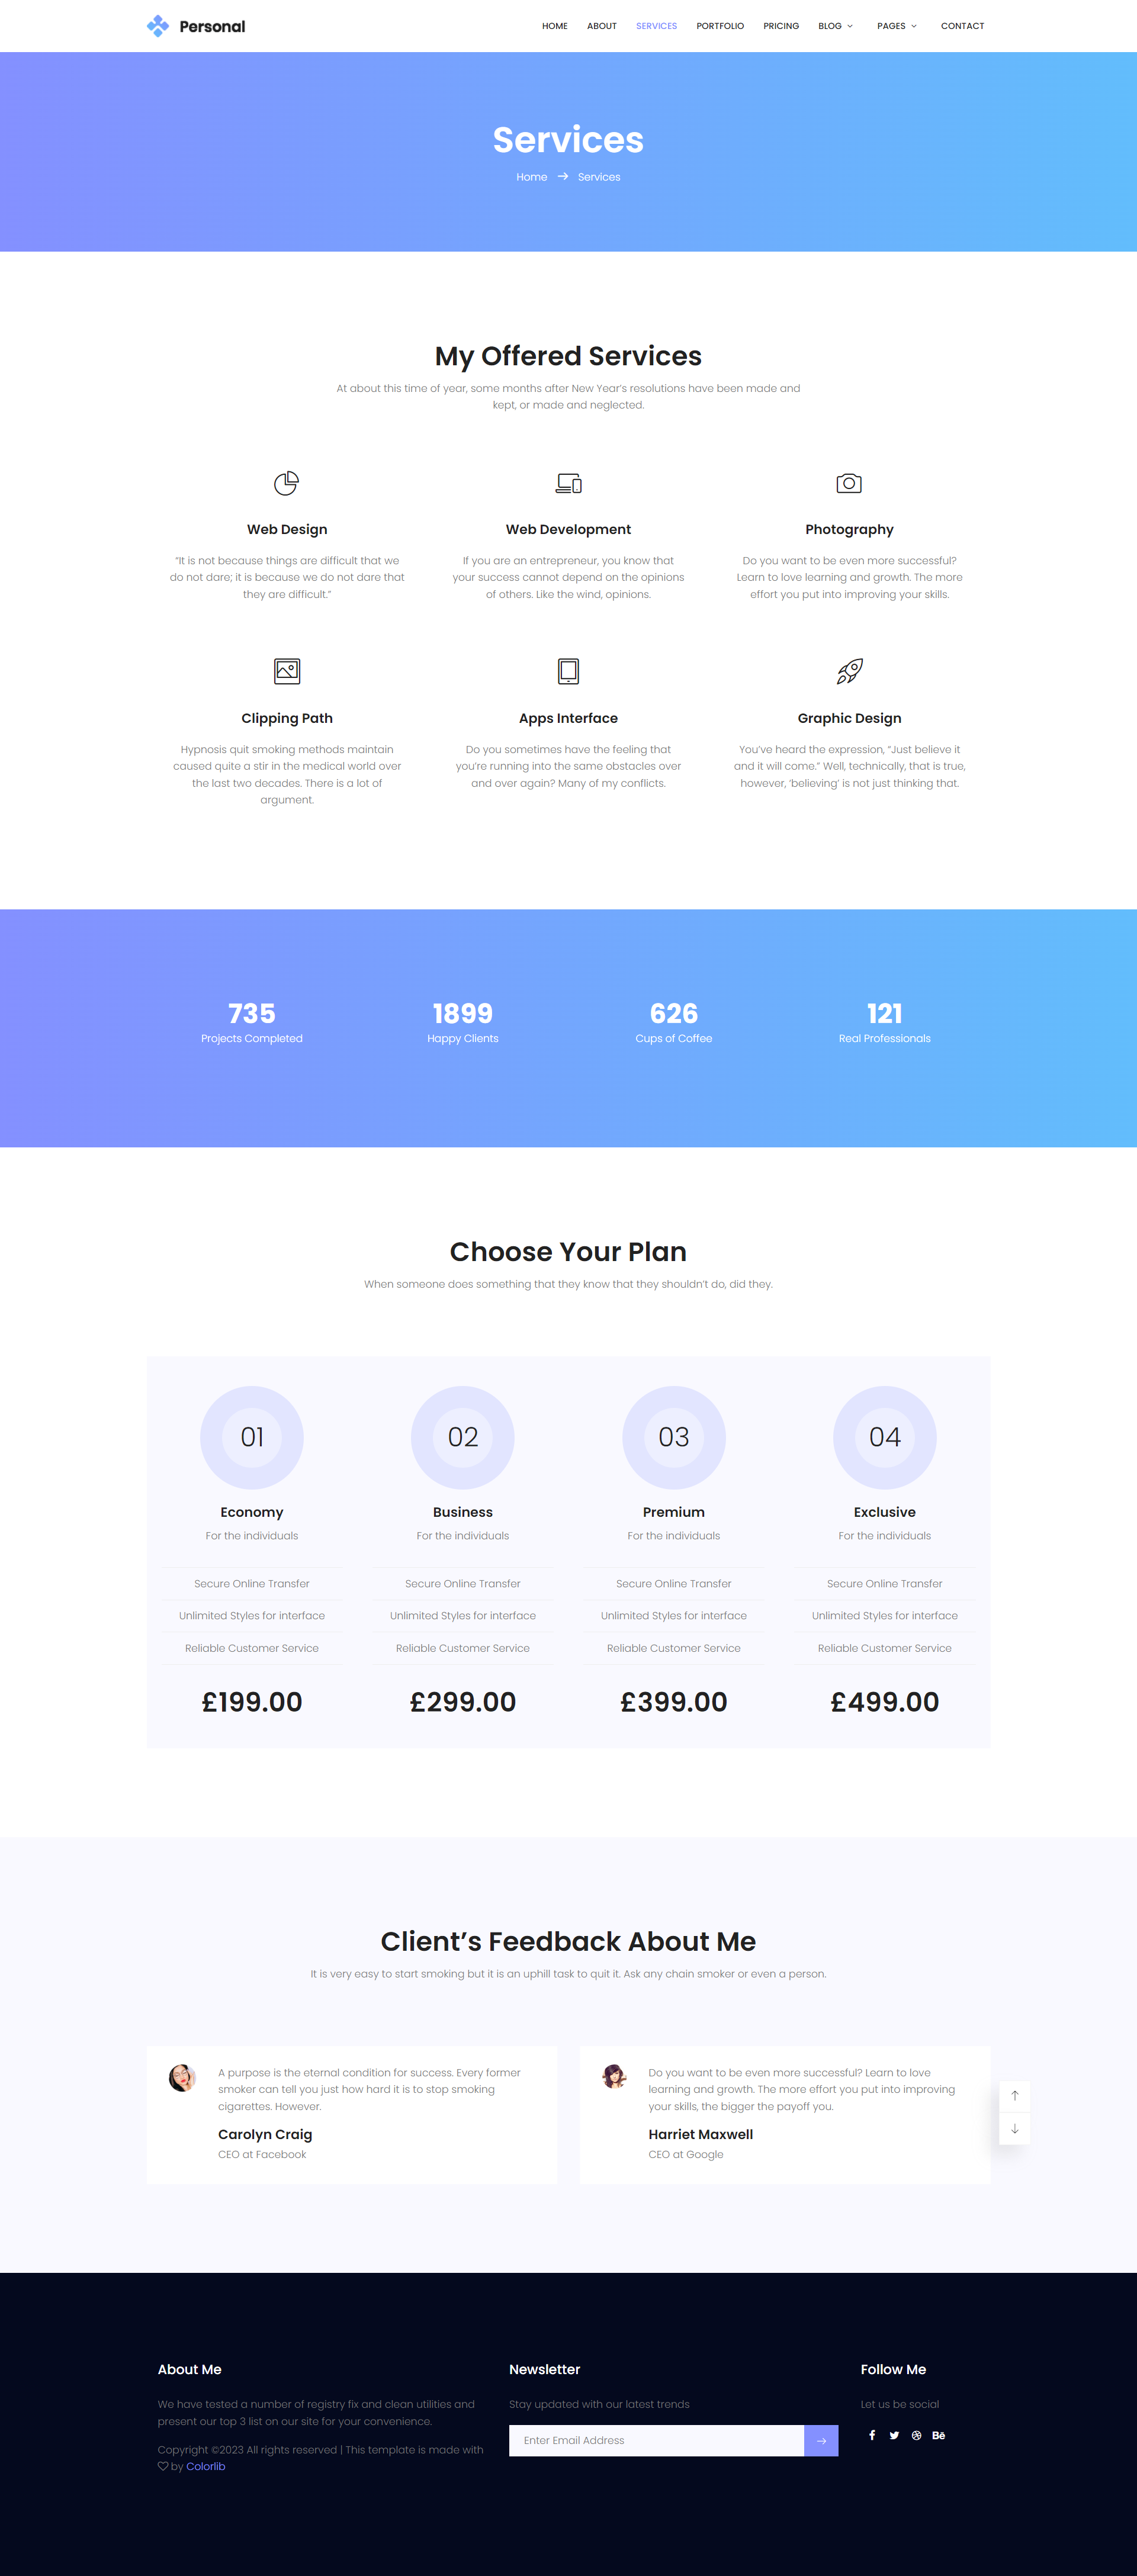 Personal
HOME ABOUT SERVICES PORTFOLIO PRICING BLOG PAGES CONTACT
Services
Home → Services
My Offered Services
At about this time of year, some months after New Year's resolutions have been made and
kept, or made and neglected.
Web Design
"It is not because things are difficult that we
do not dare; it is because we do not dare that
they are difficult."
Web Development
If you are an entrepreneur, you know that
your success cannot depend on the opinions
of others. Like the wind, opinions.
Photography
Do you want to be even more successful?
Learn to love learning and growth. The more
effort you put into improving your skills.
Clipping Path
Hypnosis quit smoking methods maintain
caused quite a stir in the medical world over
the last two decades. There is a lot of
argument.
Apps Interface
Do you sometimes have the feeling that
you're running into the same obstacles over
and over again? Many of my conflicts.
Graphic Design
You've heard the expression, "Just believe it
and it will come." Well, technically, that is true,
however, 'believing' is not just thinking that.
735
Projects Completed
1899
Happy Clients
626
Cups of Coffee
121
Real Professionals
Choose Your Plan
When someone does something that they know that they shouldn't do, did they.
01
Economy
For the individuals
Secure Online Transfer
Unlimited Styles for interface
Reliable Customer Service
£199.00
02
Business
For the individuals
Secure Online Transfer
Unlimited Styles for interface
Reliable Customer Service
£299.00
03
Premium
For the individuals
Secure Online Transfer
Unlimited Styles for interface
Reliable Customer Service
£399.00
04
Exclusive
For the individuals
Secure Online Transfer
Unlimited Styles for interface
Reliable Customer Service
£499.00
Client's Feedback About Me
It is very easy to start smoking but it is an uphill task to quit it. Ask any chain smoker or even a person.
A purpose is the eternal condition for success. Every former
smoker can tell you just how hard it is to stop smoking
cigarettes. However.
Carolyn Craig
CEO at Facebook
Do you want to be even more successful? Learn to love
learning and growth. The more effort you put into improving
your skills, the bigger the payoff you.
Harriet Maxwell
CEO at Google
About Me
We have tested a number of registry fix and clean utilities and
present our top 3 list on our site for your convenience.
Copyright ©2023 All rights reserved | This template is made with
♡ by Colorlib
Newsletter
Stay updated with our latest trends
Enter Email Address
Follow Me
Let us be social